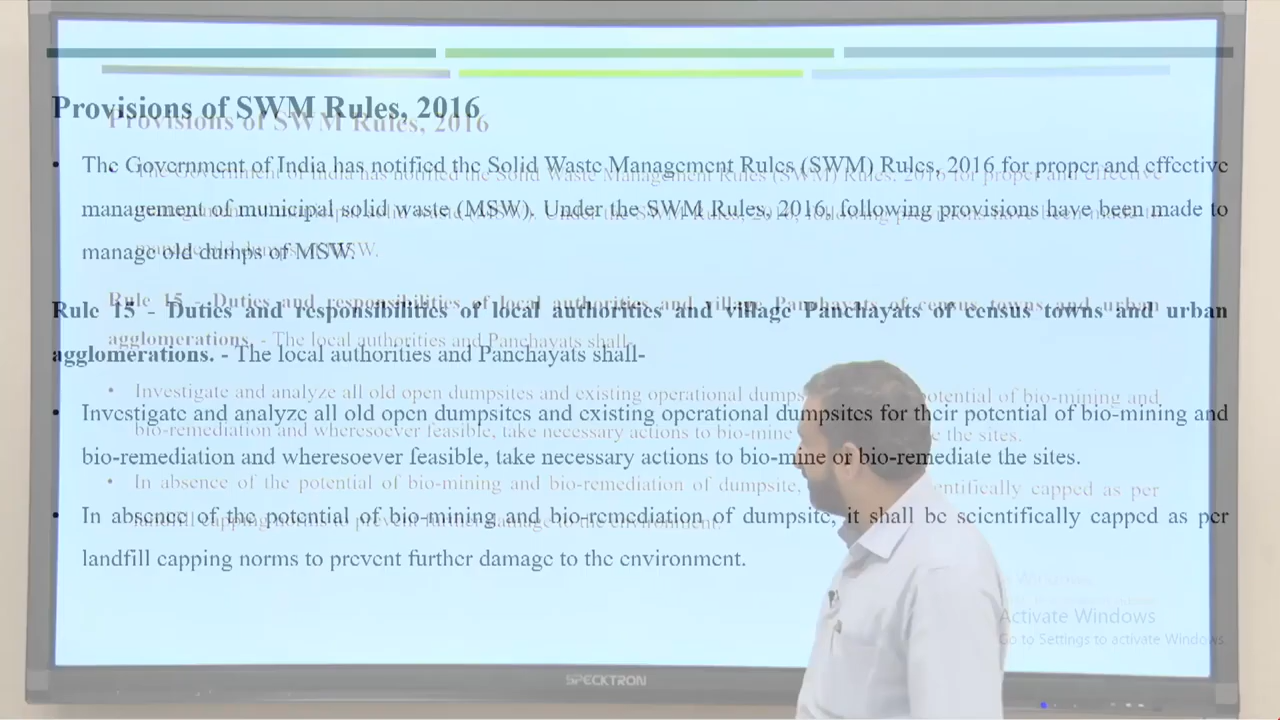 Provisions of SWM Rules, 2016
• The Government of India has notified the Solid Waste Management Rules (SWM) Rules, 2016 for proper and effective
management of municipal solid waste (MSW). Under the SWM Rules, 2016, following provisions have been made to
manage old dumps of MSW.
Rule 15 - Duties and responsibilities of local authorities and village Panchayats of census towns and urban
agglomerations. - The local authorities and Panchayats shall-
• Investigate and analyze all old open dumpsites and existing operational dumpsites for their potential of bio-mining and
bio-remediation and wheresoever feasible, take necessary actions to bio-mine or bio-remediate the sites.
• In absence of the potential of bio-mining and bio-remediation of dumpsite, it shall be scientifically capped as per
landfill capping norms to prevent further damage to the environment.
Activate Windows
Go to Settings to activate Windows.
SPECKTRON